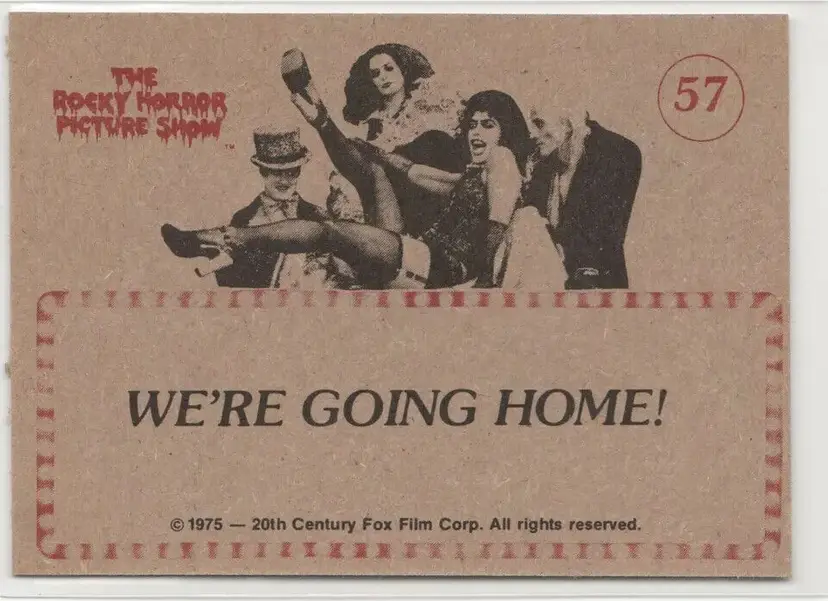 THE
ROCKY HORROR
PICTURE SHOW
™
57
WE'RE GOING HOME!
© 1975 — 20th Century Fox Film Corp. All rights reserved.